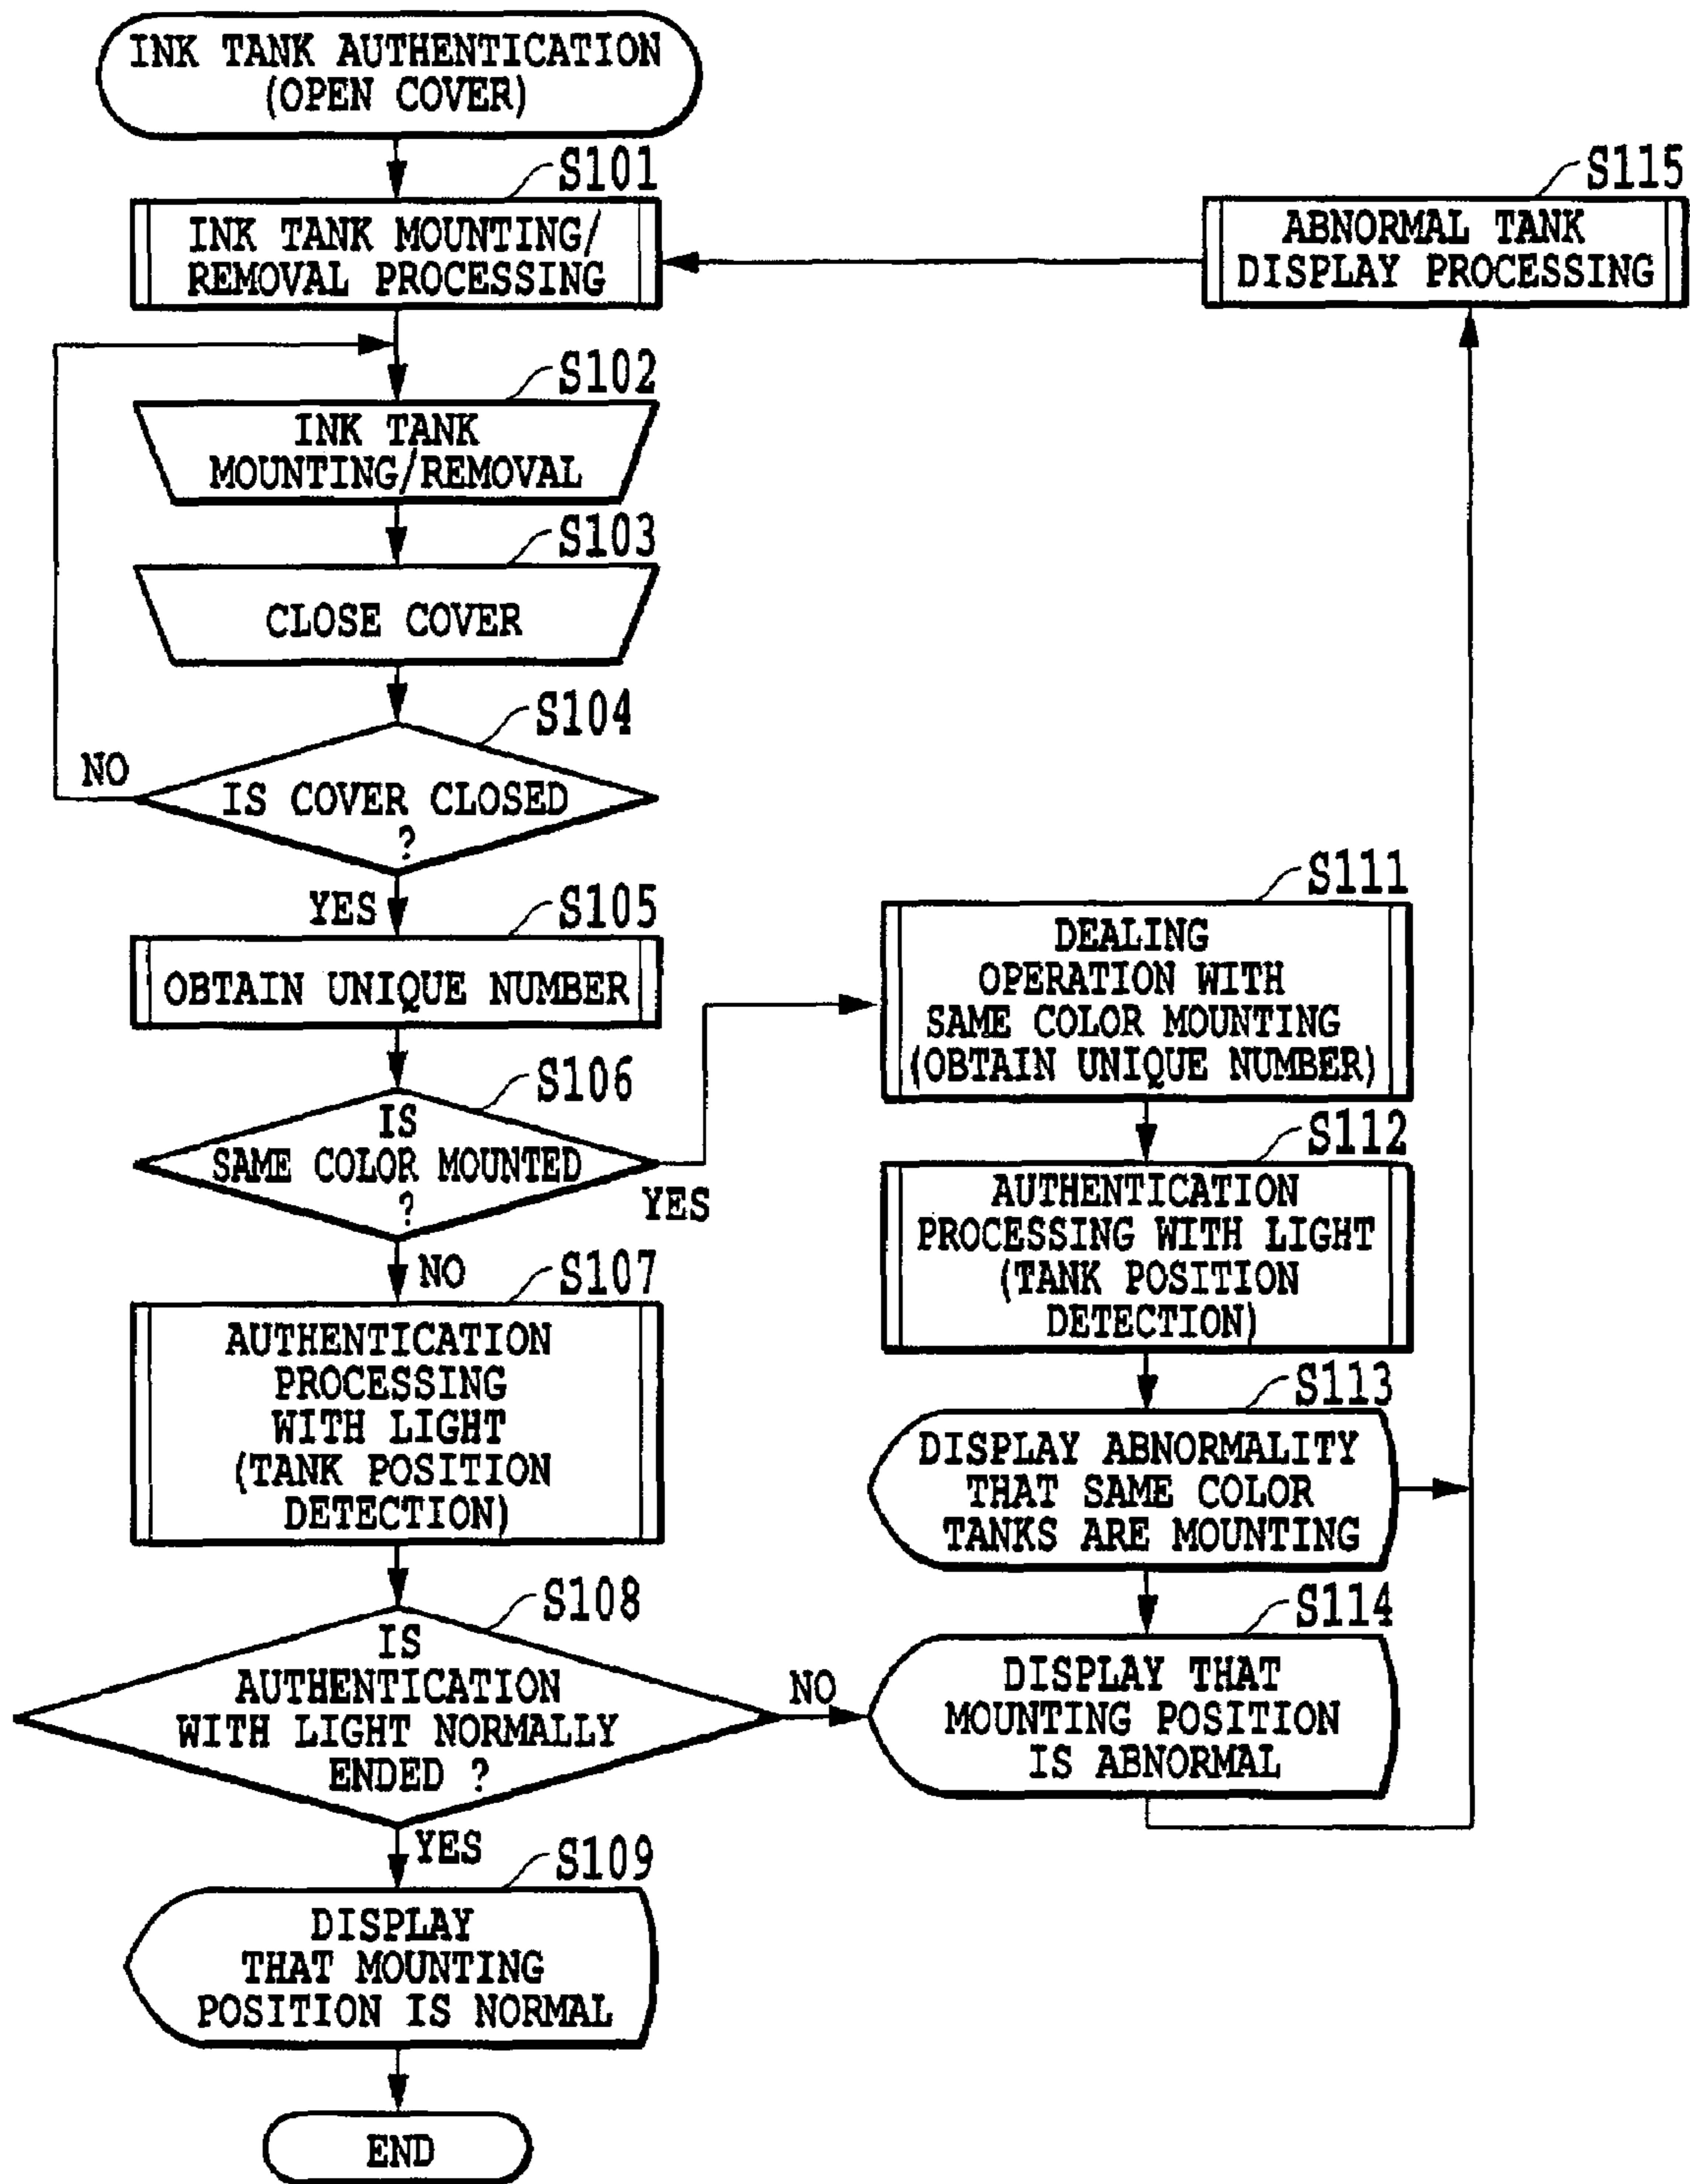 INK TANK AUTHENTICATION
(OPEN COVER)
S101
INK TANK MOUNTING/
REMOVAL PROCESSING
S115
ABNORMAL TANK
DISPLAY PROCESSING
S102
INK TANK
MOUNTING/REMOVAL
S103
CLOSE COVER
S104
NO
IS COVER CLOSED
?
YES
S105
OBTAIN UNIQUE NUMBER
S106
IS
SAME COLOR MOUNTED
?
YES
NO
S111
DEALING
OPERATION WITH
SAME COLOR MOUNTING
(OBTAIN UNIQUE NUMBER)
S112
AUTHENTICATION
PROCESSING WITH LIGHT
(TANK POSITION
DETECTION)
S107
AUTHENTICATION
PROCESSING
WITH LIGHT
(TANK POSITION
DETECTION)
S113
DISPLAY ABNORMALITY
THAT SAME COLOR
TANKS ARE MOUNTING
S108
IS
AUTHENTICATION
WITH LIGHT NORMALLY
ENDED ?
NO
S114
DISPLAY THAT
MOUNTING POSITION
IS ABNORMAL
YES
S109
DISPLAY
THAT MOUNTING
POSITION IS NORMAL
END